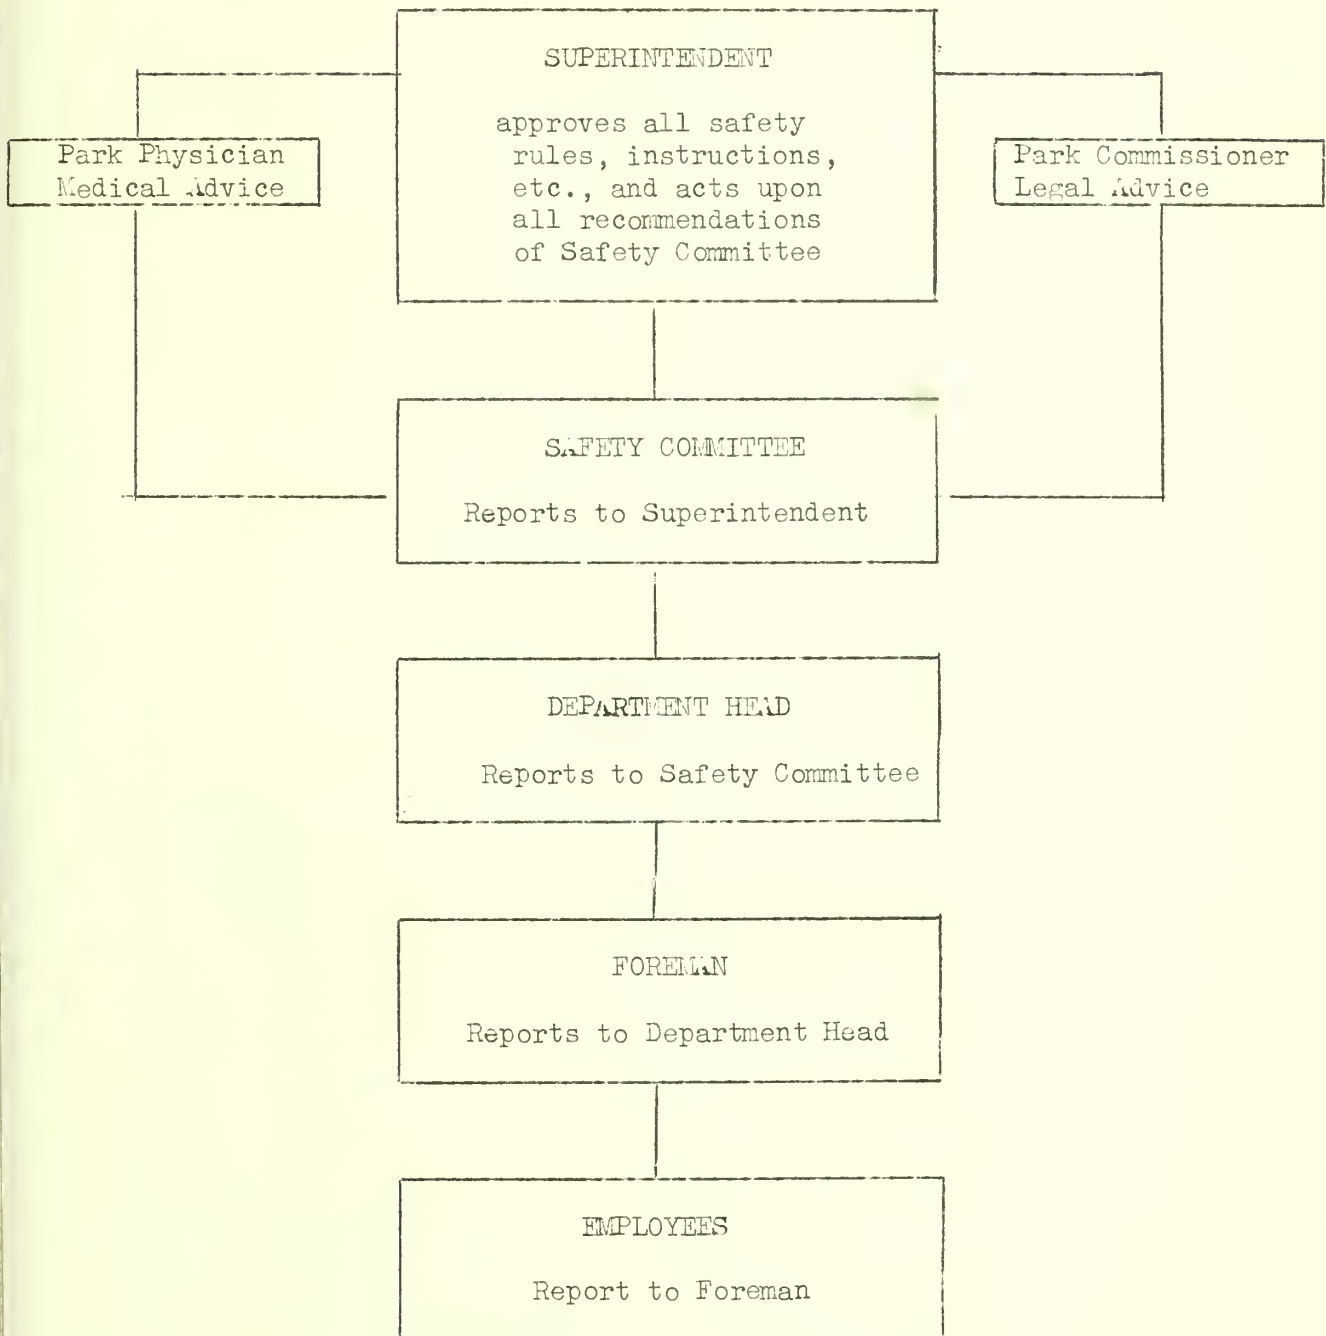 SUPERINTENDENT
approves all safety
rules, instructions,
etc., and acts upon
all recommendations
of Safety Committee
Park Physician
Medical Advice
Park Commissioner
Legal Advice
SAFETY COMMITTEE
Reports to Superintendent
DEPARTMENT HEAD
Reports to Safety Committee
FOREMAN
Reports to Department Head
EMPLOYEES
Report to Foreman